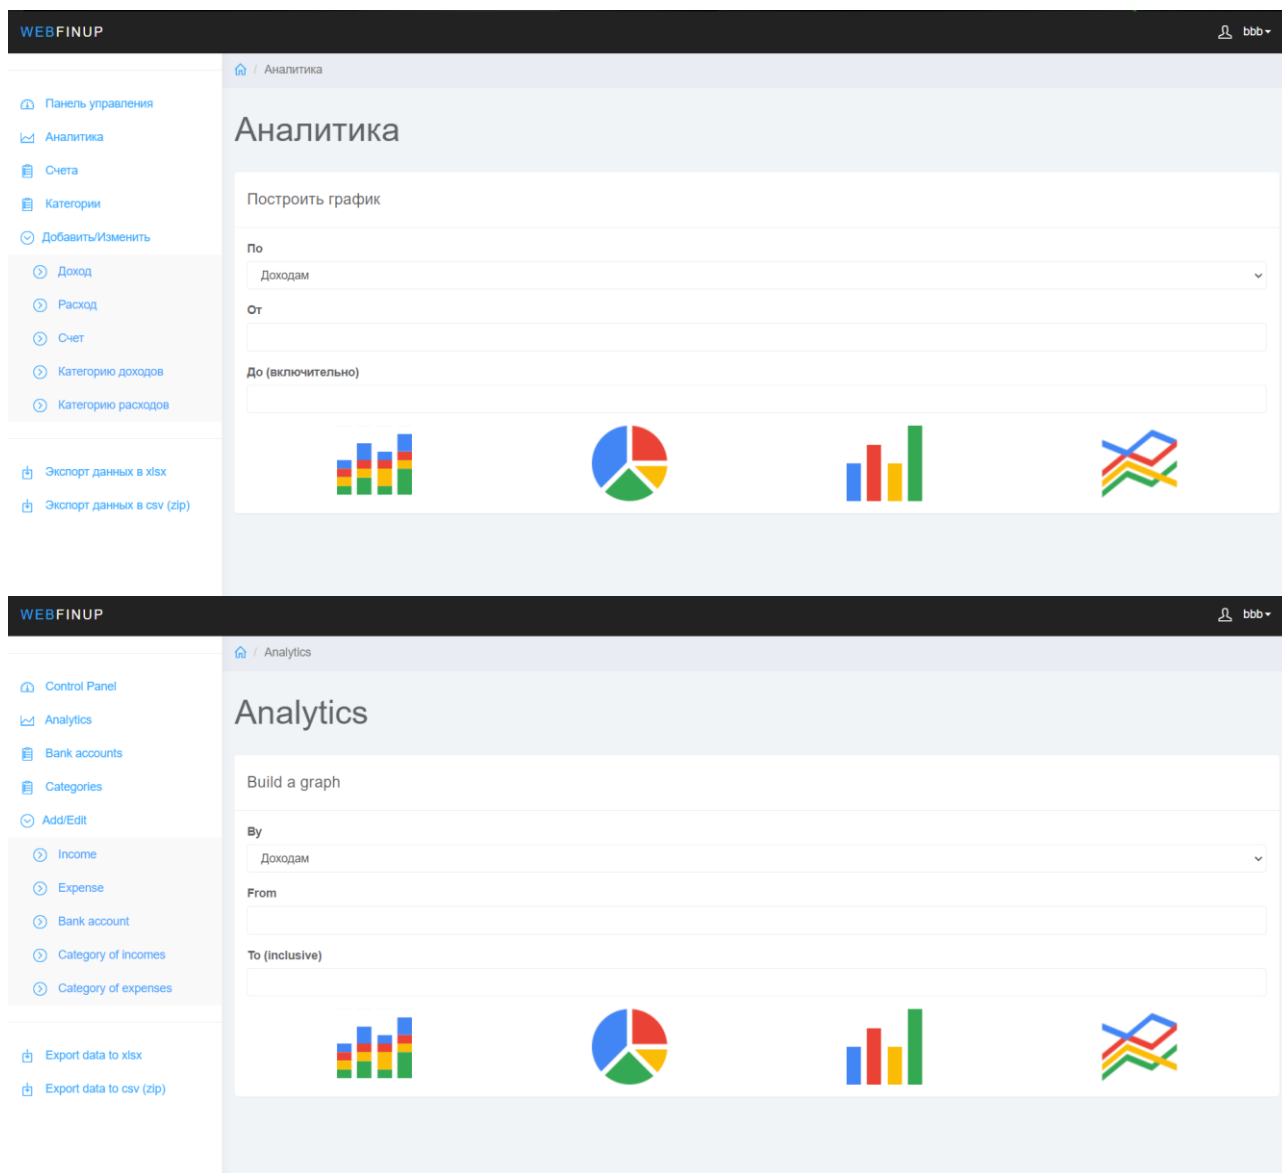 WEBFINUP
bbb
/ Аналитика
Панель управления
Аналитика
Счета
Категории
Добавить/Изменить
Доход
Расход
Счет
Категорию доходов
Категорию расходов
Экспорт данных в xlsx
Экспорт данных в csv (zip)
Аналитика
Построить график
По
Доходам
От
До (включительно)
WEBFINUP
bbb
/ Analytics
Control Panel
Analytics
Bank accounts
Categories
Add/Edit
Income
Expense
Bank account
Category of incomes
Category of expenses
Export data to xlsx
Export data to csv (zip)
Analytics
Build a graph
By
Доходам
From
To (inclusive)